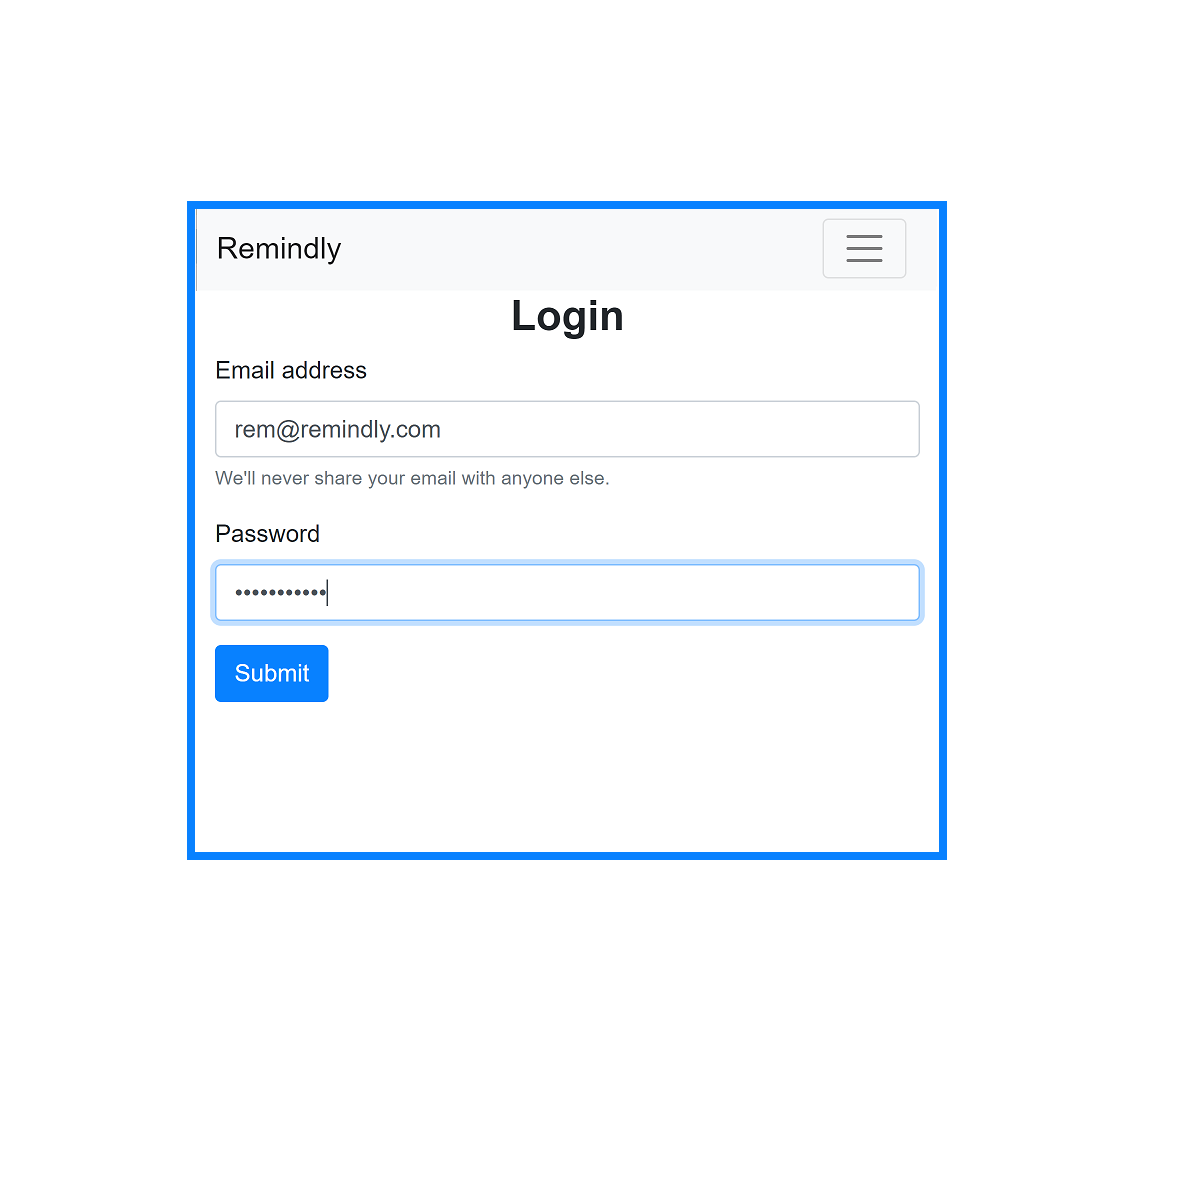 Remindly
Login
Email address
rem@remindly.com
We'll never share your email with anyone else.
Password
•••••••••••
Submit